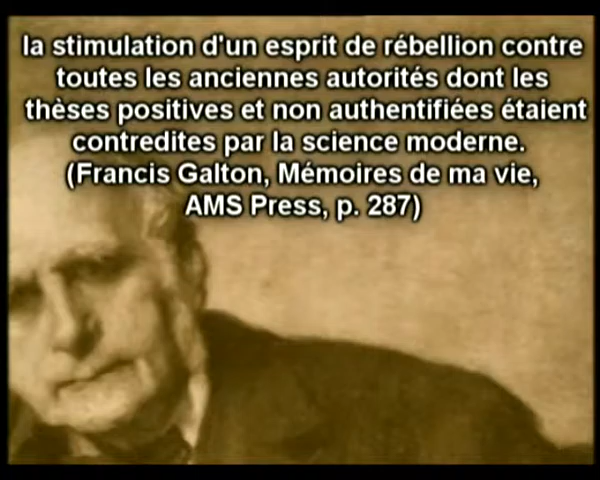 la stimulation d'un esprit de rébellion contre
toutes les anciennes autorités dont les
thèses positives et non authentifiées étaient
contredites par la science moderne.
(Francis Galton, Mémoires de ma vie,
AMS Press, p. 287)